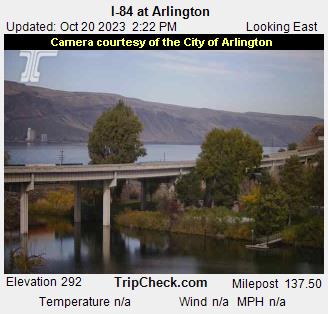 I-84 at Arlington
Updated: Oct 20 2023 2:22 PM Looking East
Camera courtesy of the City of Arlington
Elevation 292 TripCheck.com Milepost 137.50
Temperature n/a Wind n/a MPH n/a